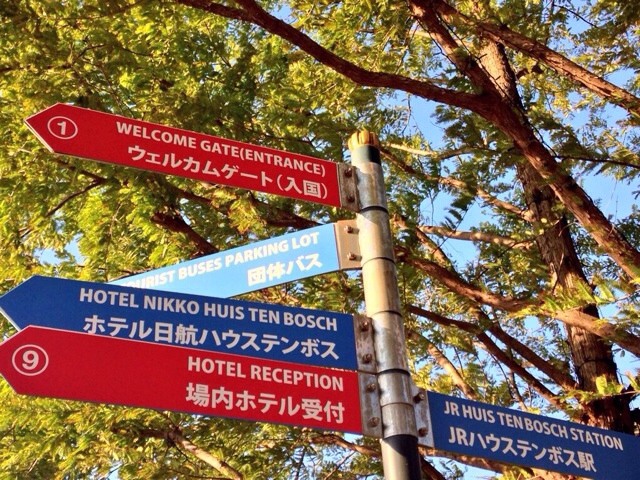 1
WELCOME GATE(ENTRANCE)
ウェルカムゲート(入国)
BUSES PARKING LOT
団体バス
HOTEL NIKKO HUIS TEN BOSCH
ホテル日航ハウステンボス
9
HOTEL RECEPTION
場内ホテル受付
JR HUIS TEN BOSCH STATION
JRハウステンボス駅